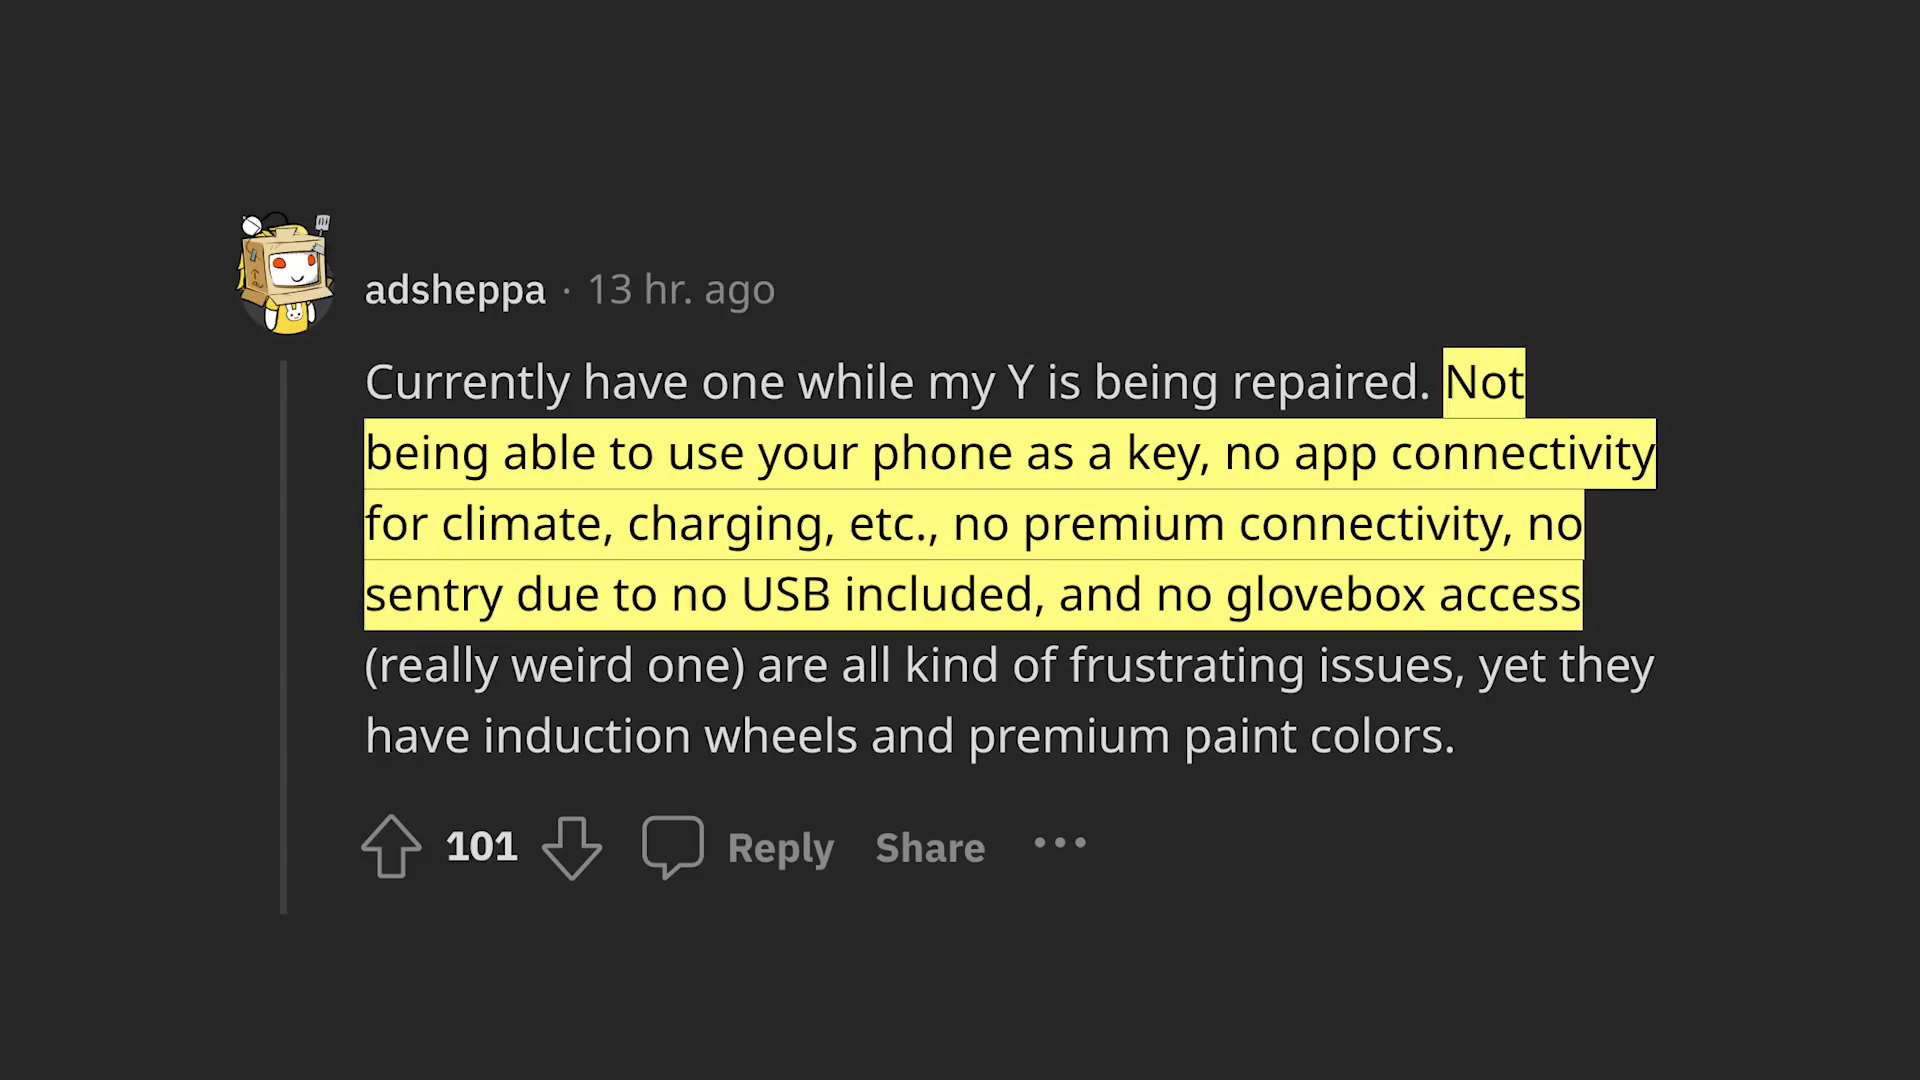 adsheppa · 13 hr. ago
Currently have one while my Y is being repaired. Not
being able to use your phone as a key, no app connectivity
for climate, charging, etc., no premium connectivity, no
sentry due to no USB included, and no glovebox access
(really weird one) are all kind of frustrating issues, yet they
have induction wheels and premium paint colors.
101 Reply Share ···